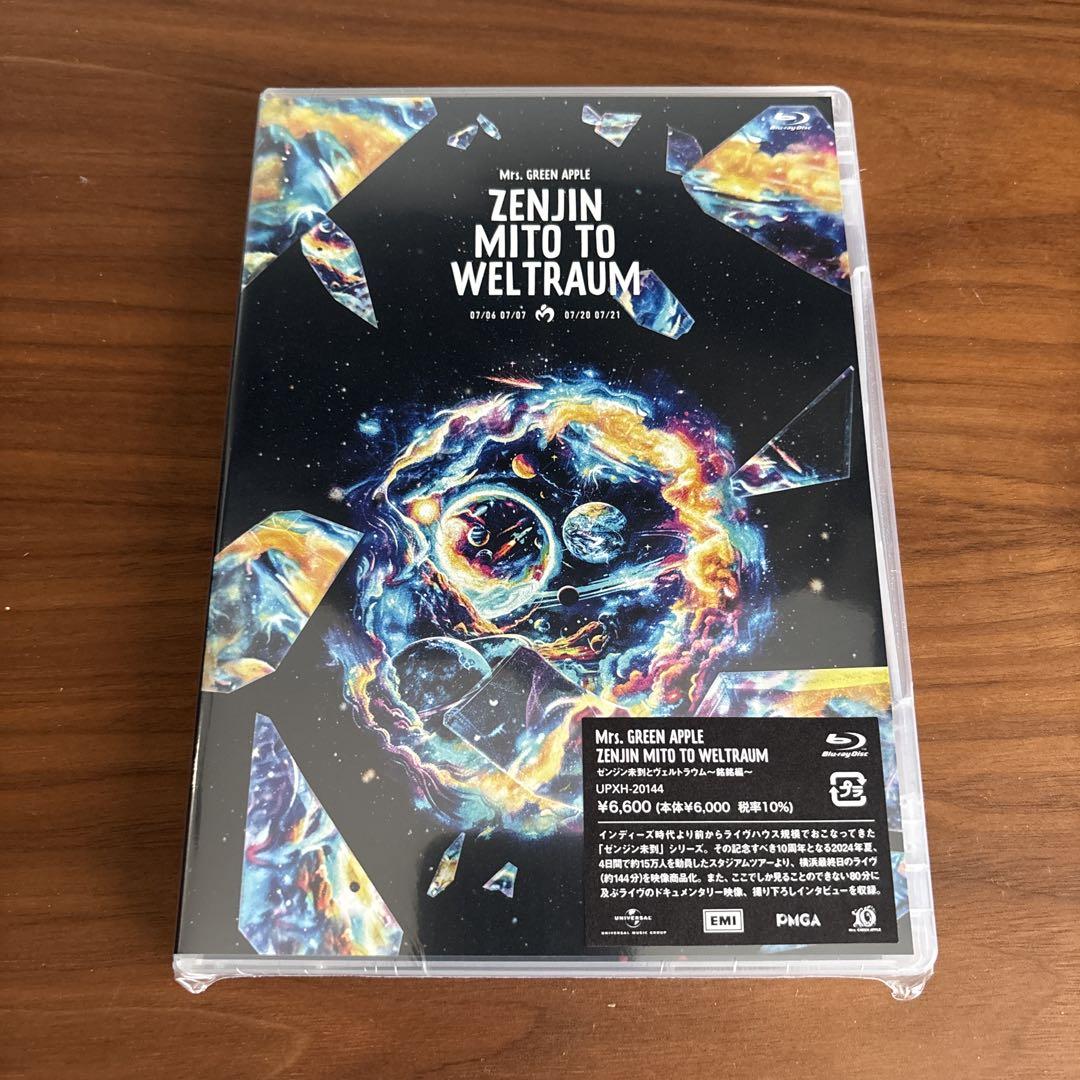 Blu-ray Disc
Mrs. GREEN APPLE
ZENJIN
MITO TO
WELTRAUM
07/06 07/07 07/20 07/21
Mrs. GREEN APPLE
ZENJIN MITO TO WELTRAUM
ゼンジン未到とヴェルトラウム〜銘銘編〜
UPXH-20144
¥6,600 (本体¥6,000 税率10%)
Blu-ray Disc
プラ
インディーズ時代より前からライヴハウス規模でおこなってきた
「ゼンジン未到」シリーズ。その記念すべき10周年となる2024年夏、
4日間で約15万人を動員したスタジアムツアーより、横浜最終日のライヴ
(約144分)を映像商品化。また、ここでしか見ることのできない80分に
及ぶライヴのドキュメンタリー映像、撮り下ろしインタビューを収録。
UNIVERSAL
UNIVERSAL MUSIC GROUP
EMI
PMGA
10
Mrs. GREEN APPLE